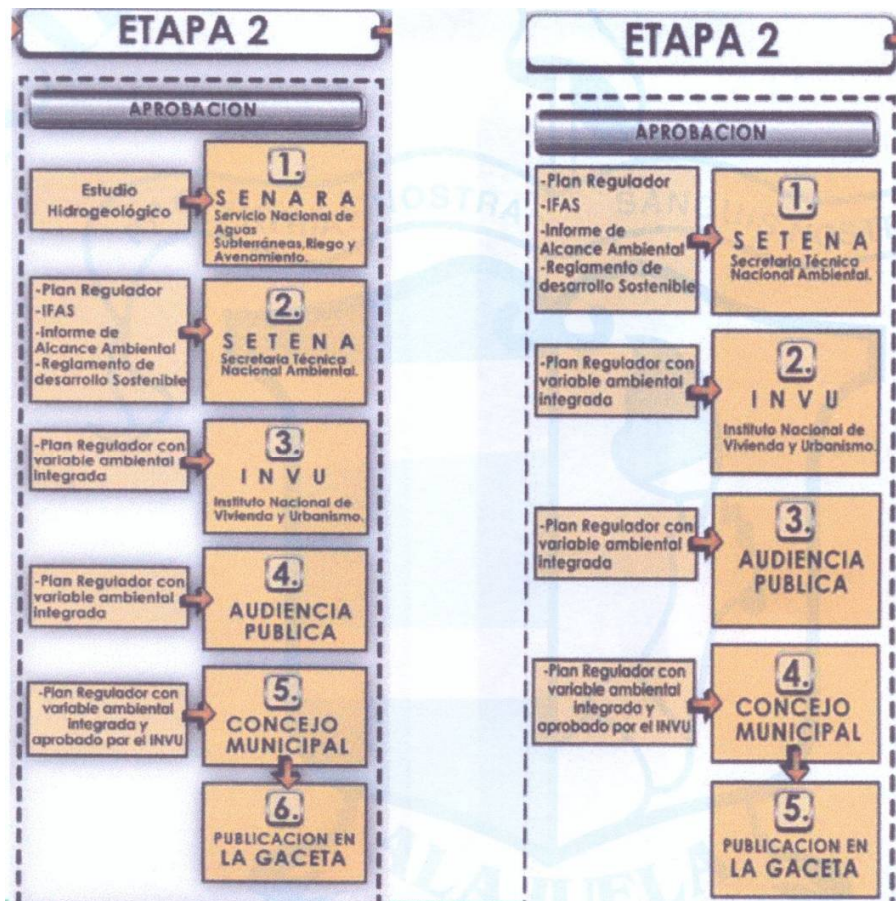 ETAPA 2
APROBACION
Estudio
Hidrogeológico
1.
SENARA
Servicio Nacional de
Aguas
Subterráneas,Riego y
Avenamiento.
-Plan Regulador
-IFAS
-Informe de
Alcance Ambiental
-Reglamento de
desarrollo Sostenible
2.
SETENA
Secretaria Técnica
Nacional Ambiental.
-Plan Regulador con
variable ambiental
integrada
3.
INVU
Instituto Nacional de
Vivienda y Urbanismo.
-Plan Regulador con
variable ambiental
integrada
4.
AUDIENCIA
PUBLICA
-Plan Regulador con
variable ambiental
integrada y
aprobado por el INVU
5.
CONCEJO
MUNICIPAL
6.
PUBLICACION EN
LA GACETA
ETAPA 2
APROBACION
-Plan Regulador
-IFAS
-Informe de
Alcance Ambiental
-Reglamento de
desarrollo Sostenible
1.
SETENA
Secretaria Técnica
Nacional Ambiental.
-Plan Regulador con
variable ambiental
integrada
2.
INVU
Instituto Nacional de
Vivienda y Urbanismo.
-Plan Regulador con
variable ambiental
integrada
3.
AUDIENCIA
PUBLICA
-Plan Regulador con
variable ambiental
integrada y
aprobado por el INVU
4.
CONCEJO
MUNICIPAL
5.
PUBLICACION EN
LA GACETA